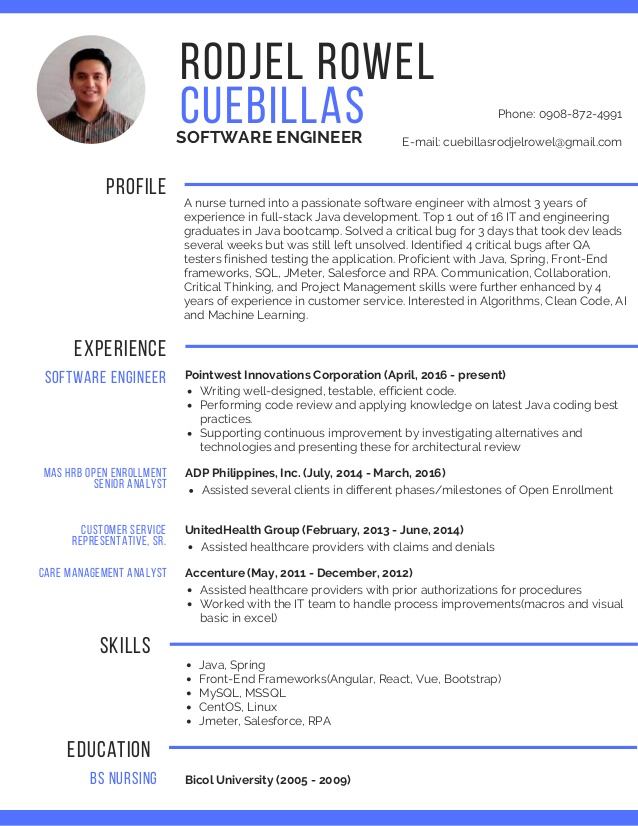 RODJEL ROWEL
CUEBILLAS
SOFTWARE ENGINEER
Phone: 0908-872-4991
E-mail: cuebillasrodjelrowel@gmail.com
PROFILE
A nurse turned into a passionate software engineer with almost 3 years of
experience in full-stack Java development. Top 1 out of 16 IT and engineering
graduates in Java bootcamp. Solved a critical bug for 3 days that took dev leads
several weeks but was still left unsolved. Identified 4 critical bugs after QA
testers finished testing the application. Proficient with Java, Spring, Front-End
frameworks, SQL, JMeter, Salesforce and RPA. Communication, Collaboration,
Critical Thinking, and Project Management skills were further enhanced by 4
years of experience in customer service. Interested in Algorithms, Clean Code, AI
and Machine Learning.
EXPERIENCE
SOFTWARE ENGINEER
Pointwest Innovations Corporation (April, 2016 - present)
• Writing well-designed, testable, efficient code.
• Performing code review and applying knowledge on latest Java coding best
practices.
• Supporting continuous improvement by investigating alternatives and
technologies and presenting these for architectural review
MAS HRB OPEN ENROLLMENT
SENIOR ANALYST
ADP Philippines, Inc. (July, 2014 - March, 2016)
• Assisted several clients in different phases/milestones of Open Enrollment
CUSTOMER SERVICE
REPRESENTATIVE, SR.
UnitedHealth Group (February, 2013 - June, 2014)
• Assisted healthcare providers with claims and denials
CARE MANAGEMENT ANALYST
Accenture (May, 2011 - December, 2012)
• Assisted healthcare providers with prior authorizations for procedures
• Worked with the IT team to handle process improvements(macros and visual
basic in excel)
SKILLS
• Java, Spring
• Front-End Frameworks(Angular, React, Vue, Bootstrap)
• MySQL, MSSQL
• CentOS, Linux
• Jmeter, Salesforce, RPA
EDUCATION
BS NURSING
Bicol University (2005 - 2009)